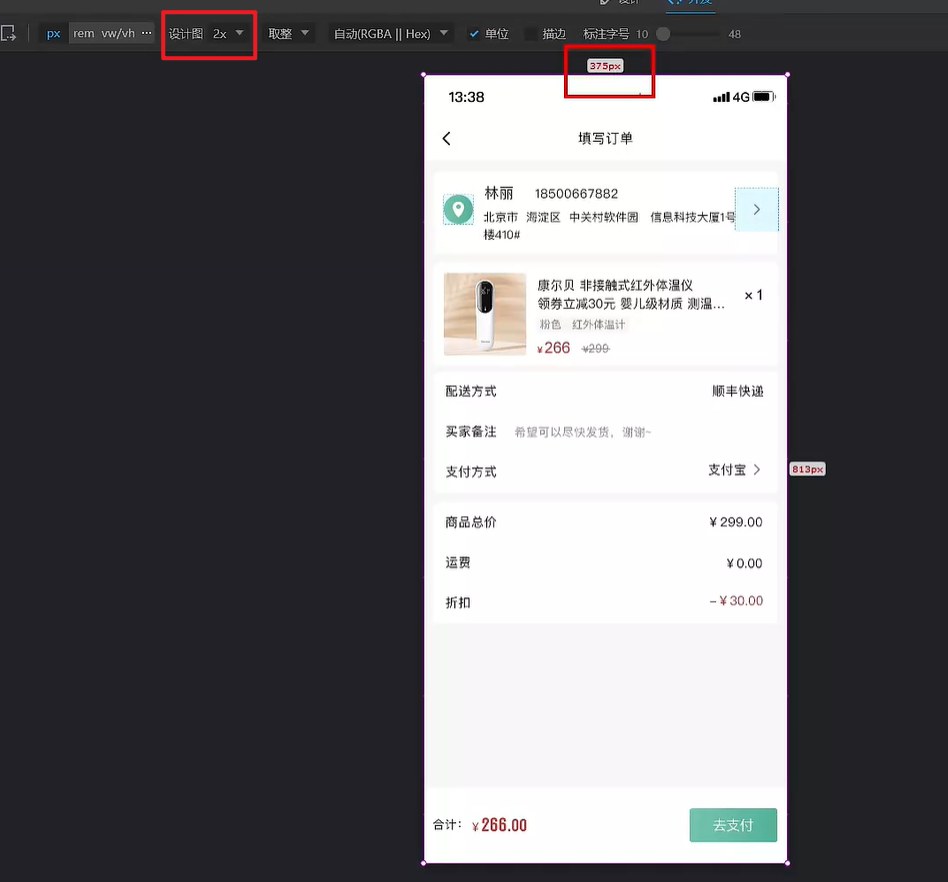 px rem vw/vh ··· 设计图 2x 取整 自动(RGBA || Hex) 单位 描边 标注字号 10 48
375px
13:38 4G
填写订单
林丽 18500667882
北京市 海淀区 中关村软件园 信息科技大厦1号
楼410#
康尔贝 非接触式红外体温仪
领券立减30元 婴儿级材质 测温...
×1
粉色 红外体温计
¥266 ¥299
配送方式 顺丰快递
买家备注 希望可以尽快发货，谢谢~
支付方式 支付宝
813px
商品总价 ¥299.00
运费 ¥0.00
折扣 –¥30.00
合计： ¥266.00 去支付